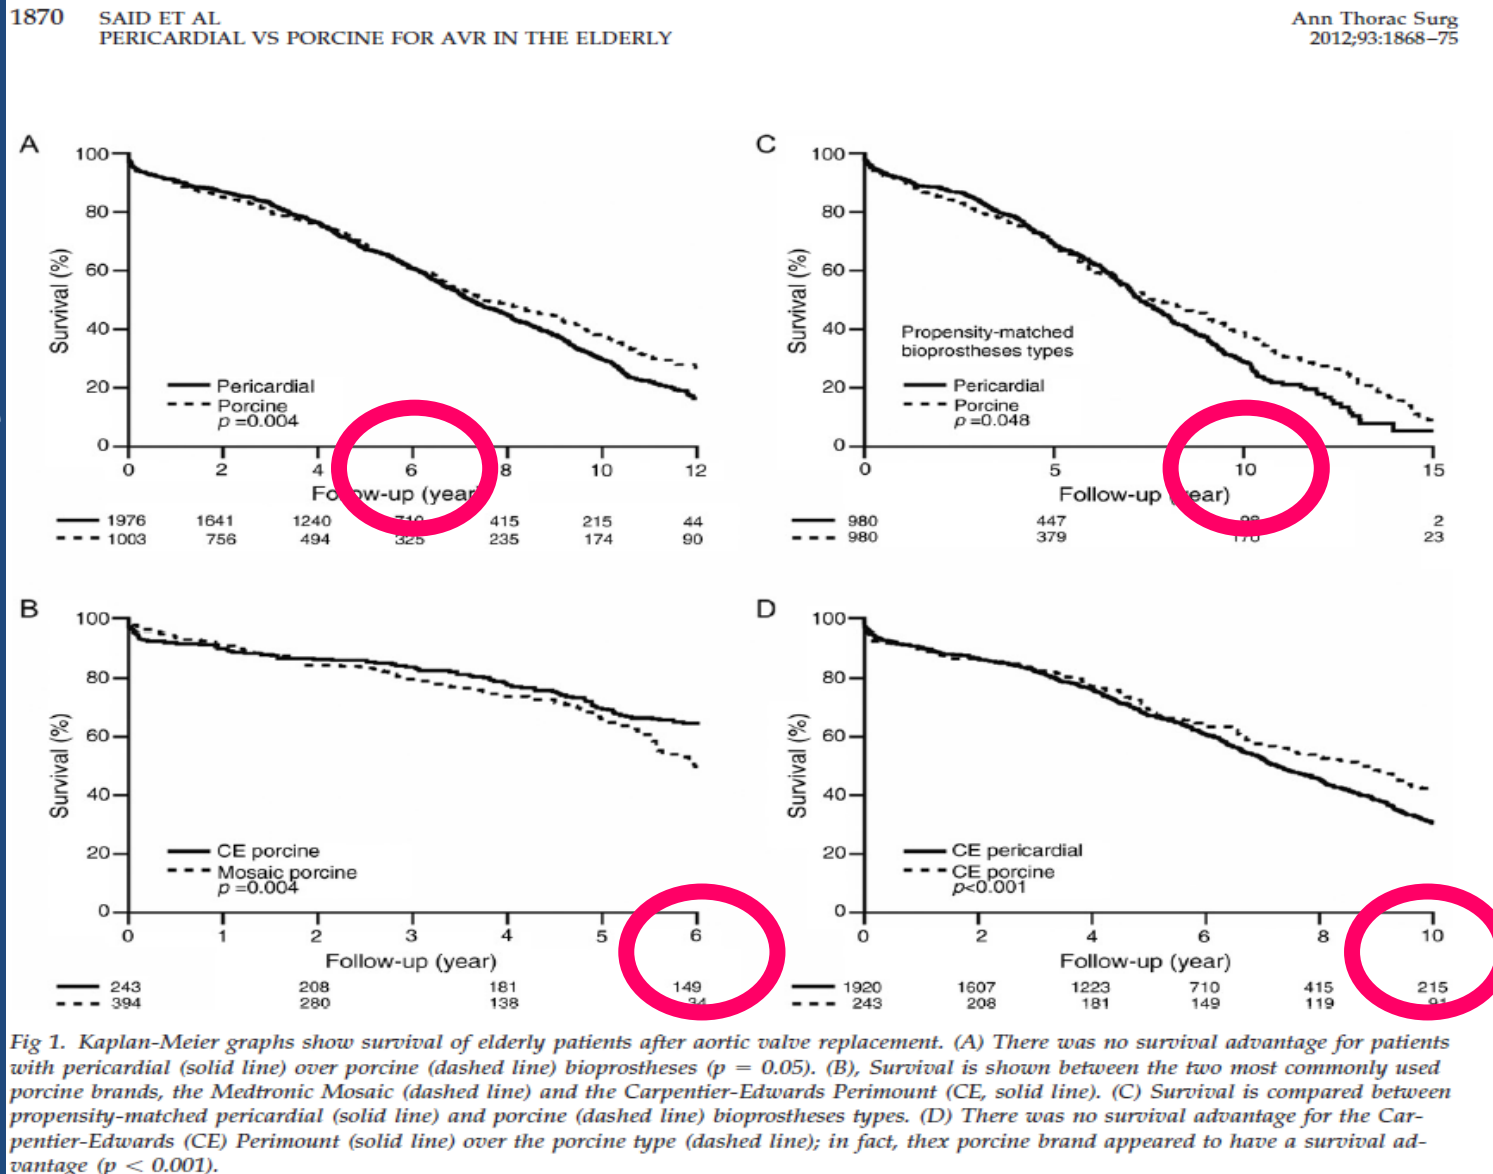 1870 SAID ET AL
PERICARDIAL VS PORCINE FOR AVR IN THE ELDERLY
Ann Thorac Surg
2012;93:1868–75
A
100
80
60
40
20
0
Survival (%)
Pericardial
Porcine
p =0.004
0 2 4 6 8 10 12
Follow-up (year)
1976 1641 1240 710 415 215 44
1003 756 494 325 235 174 90
C
100
80
60
40
20
0
Survival (%)
Propensity-matched
bioprostheses types
Pericardial
Porcine
p =0.048
0 5 10 15
Follow-up (year)
980 447 2
980 379 170 23
B
100
80
60
40
20
0
Survival (%)
CE porcine
Mosaic porcine
p =0.004
0 1 2 3 4 5 6
Follow-up (year)
243 208 181 149
394 280 138 34
D
100
80
60
40
20
0
Survival (%)
CE pericardial
CE porcine
p<0.001
0 2 4 6 8 10
Follow-up (year)
1920 1607 1223 710 415 215
243 208 181 149 119 91
Fig 1. Kaplan-Meier graphs show survival of elderly patients after aortic valve replacement. (A) There was no survival advantage for patients
with pericardial (solid line) over porcine (dashed line) bioprostheses (p = 0.05). (B), Survival is shown between the two most commonly used
porcine brands, the Medtronic Mosaic (dashed line) and the Carpentier-Edwards Perimount (CE, solid line). (C) Survival is compared between
propensity-matched pericardial (solid line) and porcine (dashed line) bioprostheses types. (D) There was no survival advantage for the Car-
pentier-Edwards (CE) Perimount (solid line) over the porcine type (dashed line); in fact, thex porcine brand appeared to have a survival ad-
vantage (p < 0.001).